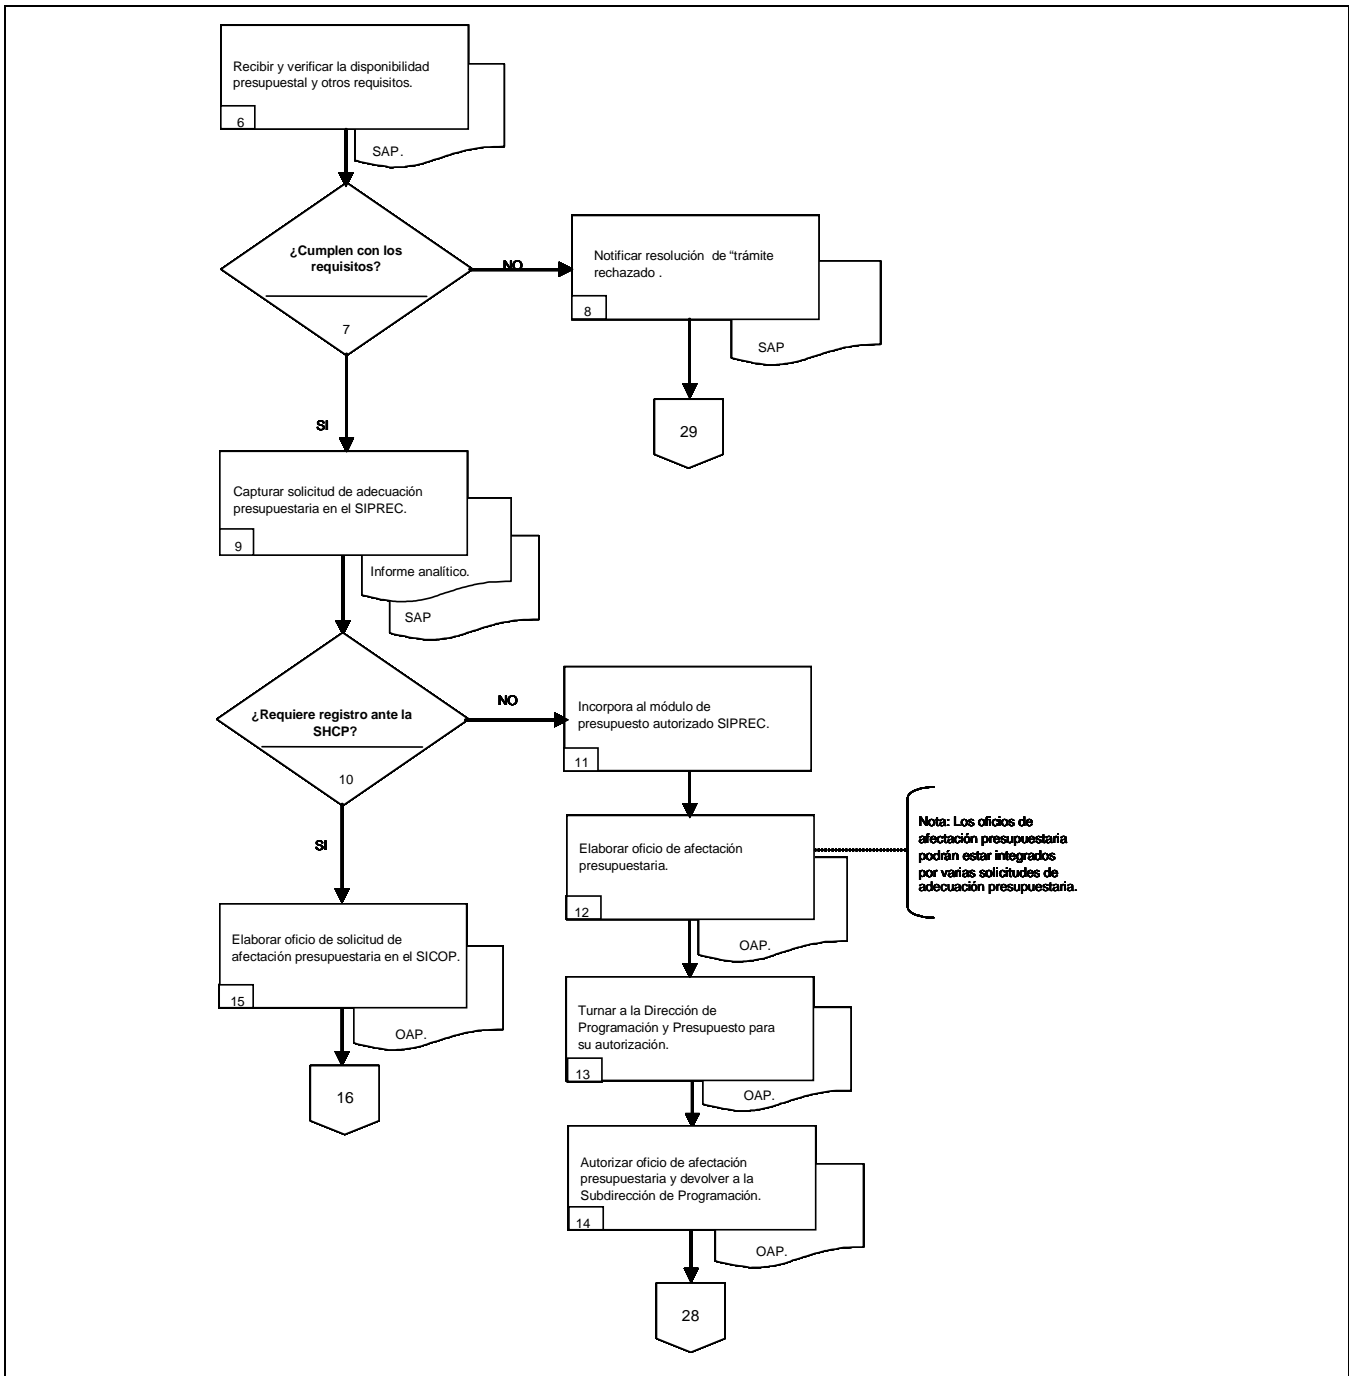 Recibir y verificar la disponibilidad
presupuestal y otros requisitos.
6
SAP.
¿Cumplen con los
requisitos?
7
NO
Notificar resolución  de “trámite
rechazado .
8
SAP
29
SI
Capturar solicitud de adecuación
presupuestaria en el SIPREC.
9
Informe analítico.
SAP
¿Requiere registro ante la
SHCP?
10
NO
Incorpora al módulo de
presupuesto autorizado SIPREC.
11
Elaborar oficio de afectación
presupuestaria.
12
OAP.
Nota: Los oficios de
afectación presupuestaria
podrán estar integrados
por varias solicitudes de
adecuación presupuestaria.
SI
Elaborar oficio de solicitud de
afectación presupuestaria en el SICOP.
15
OAP.
16
Turnar a la Dirección de
Programación y Presupuesto para
su autorización.
13
OAP.
Autorizar oficio de afectación
presupuestaria y devolver a la
Subdirección de Programación.
14
OAP.
28